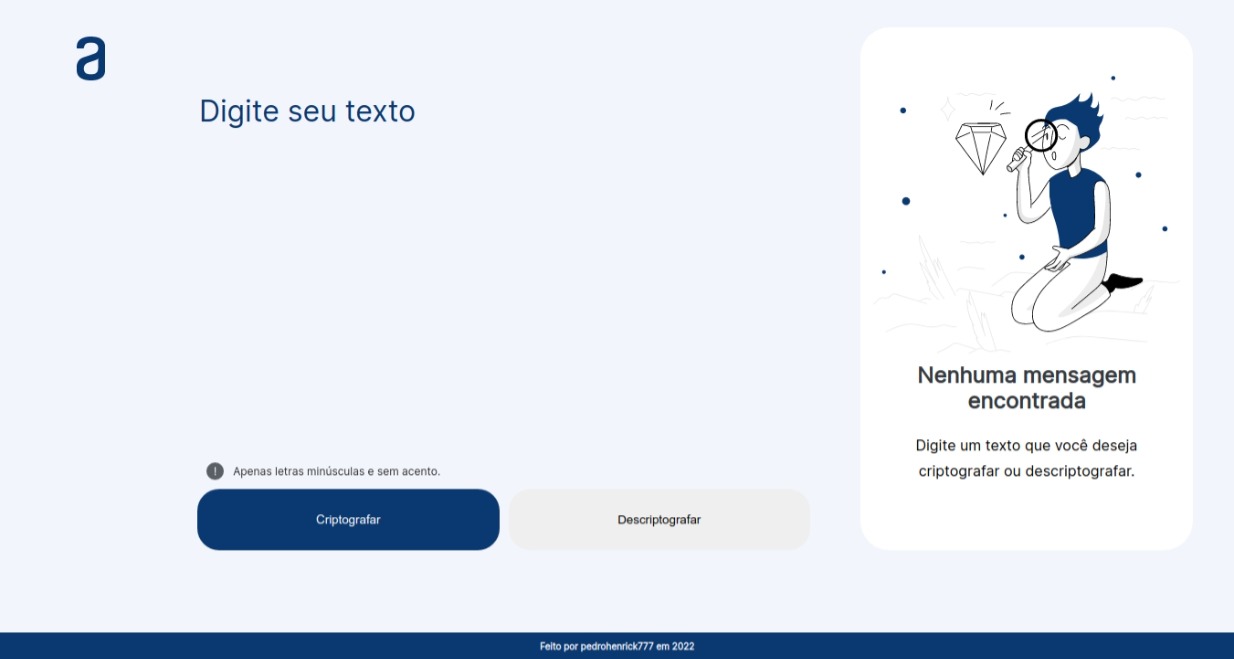 a
Digite seu texto
Nenhuma mensagem
encontrada
Digite um texto que você deseja
criptografar ou descriptografar.
! Apenas letras minúsculas e sem acento.
Criptografar
Descriptografar
Feito por pedrohenrick777 em 2022